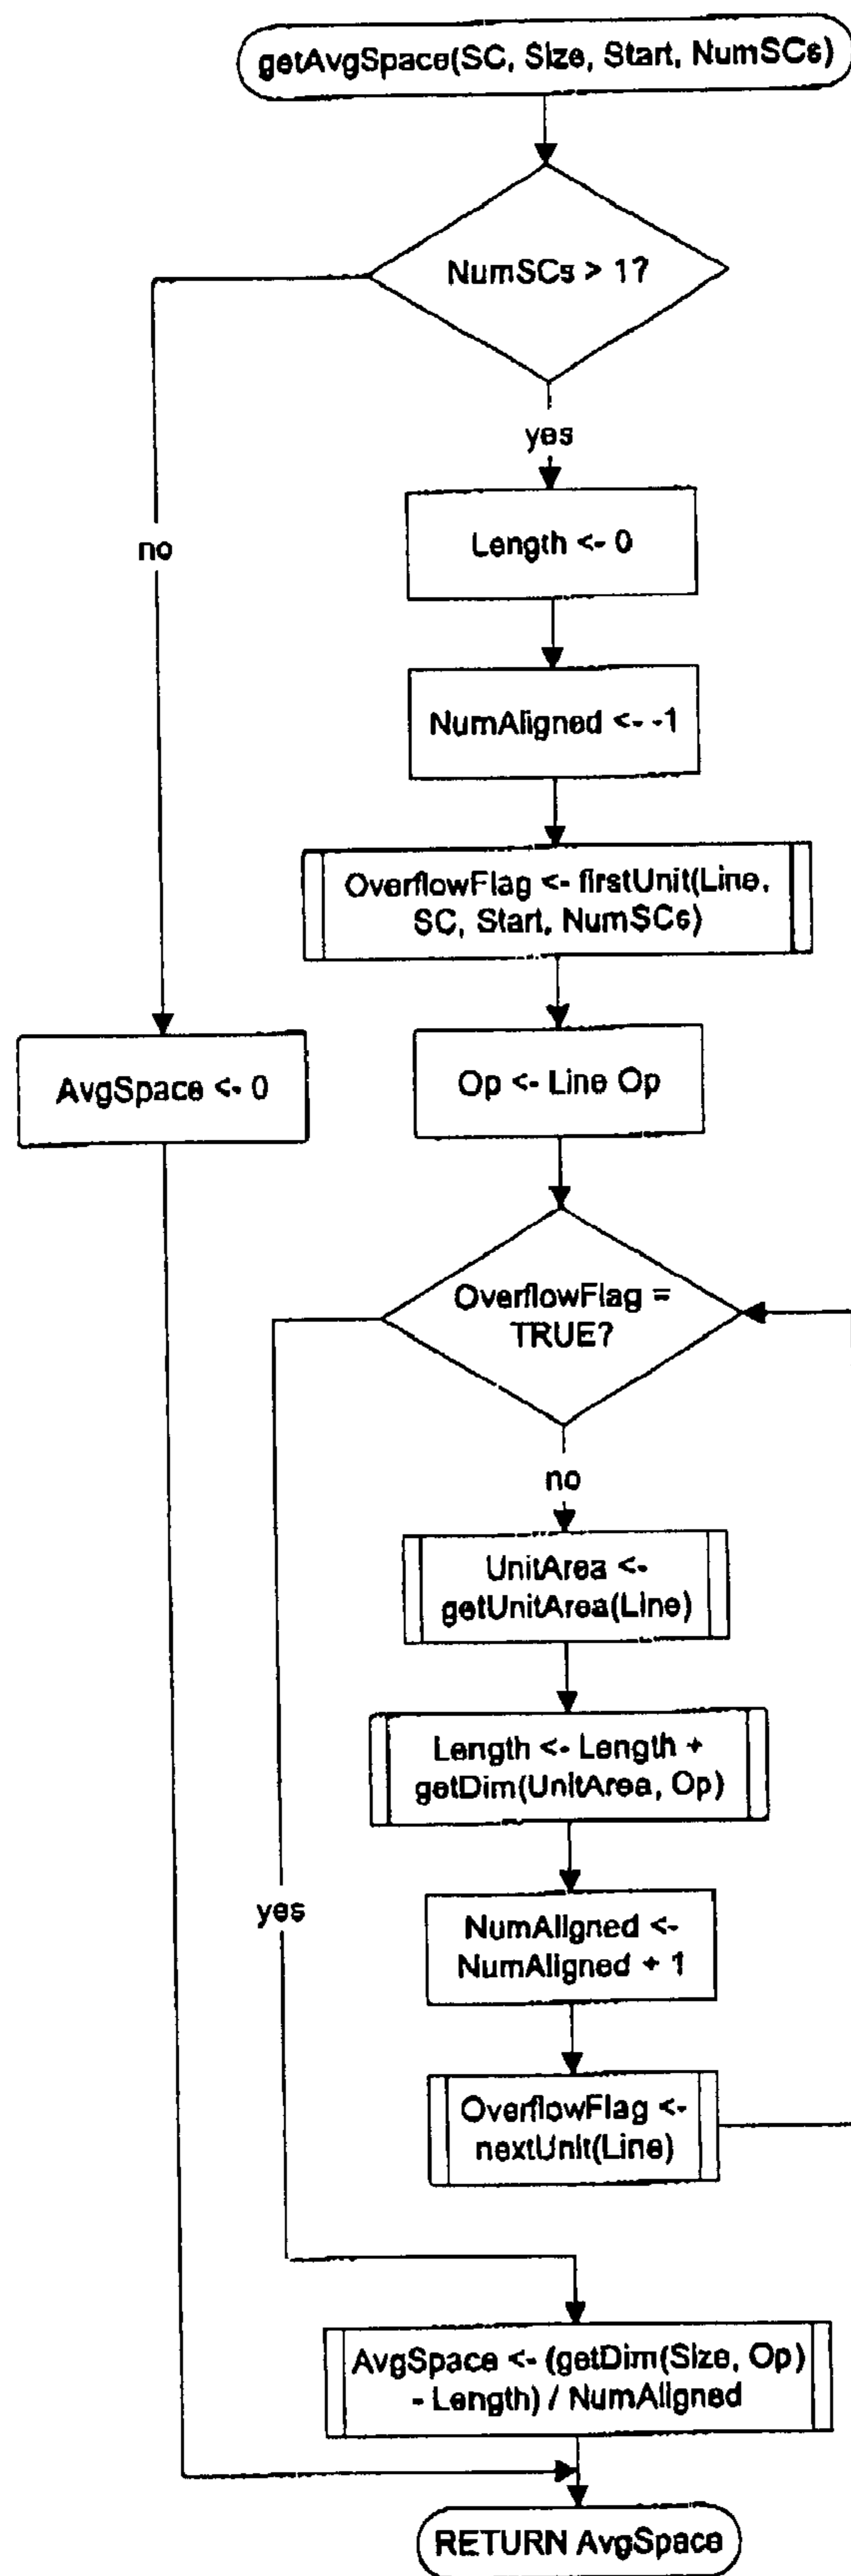 getAvgSpace(SC, Size, Start, NumSCs)
NumSCs > 1?
yes
no
Length <- 0
NumAligned <- -1
OverflowFlag <- firstUnit(Line,
SC, Start, NumSCs)
AvgSpace <- 0
Op <- Line Op
OverflowFlag =
TRUE?
no
UnitArea <-
getUnitArea(Line)
Length <- Length +
getDim(UnitArea, Op)
yes
NumAligned <-
NumAligned + 1
OverflowFlag <-
nextUnit(Line)
AvgSpace <- (getDim(Size, Op)
- Length) / NumAligned
RETURN AvgSpace